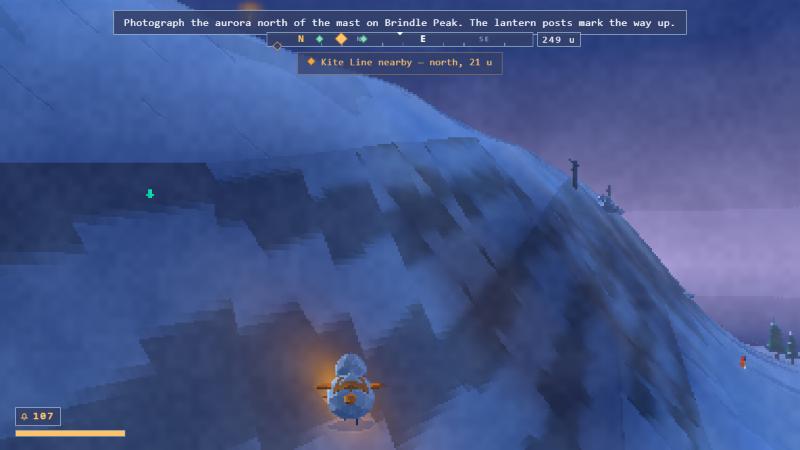 Photograph the aurora north of the mast on Brindle Peak. The lantern posts mark the way up.
N E SE 249 u
Kite Line nearby — north, 21 u
107